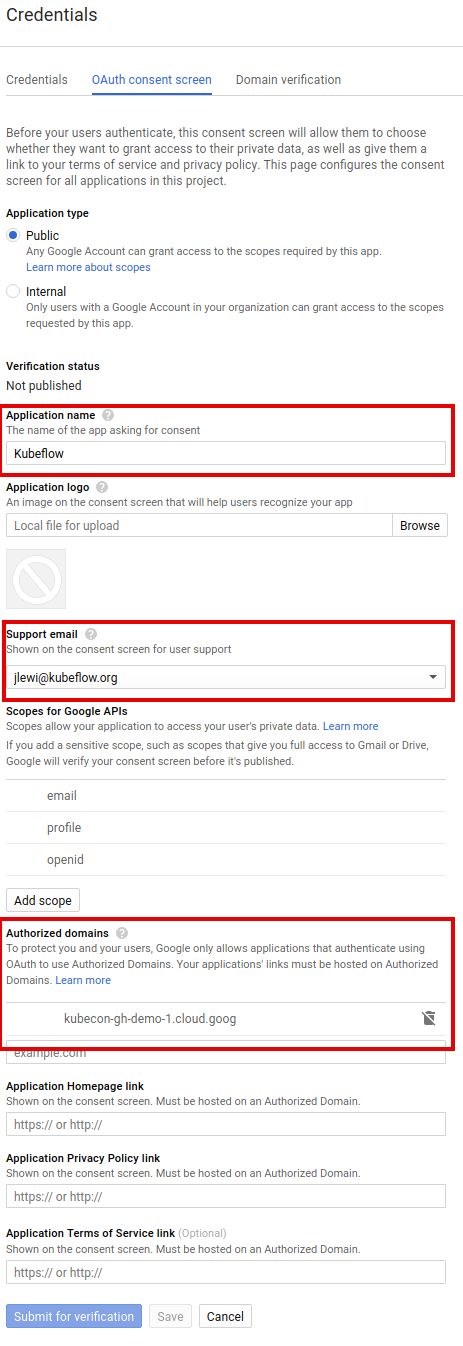 Credentials
Credentials OAuth consent screen Domain verification
Before your users authenticate, this consent screen will allow them to choose
whether they want to grant access to their private data, as well as give them a
link to your terms of service and privacy policy. This page configures the consent
screen for all applications in this project.
Application type
Public
Any Google Account can grant access to the scopes required by this app.
Learn more about scopes
Internal
Only users with a Google Account in your organization can grant access to the scopes
requested by this app.
Verification status
Not published
Application name ?
The name of the app asking for consent
Kubeflow
Application logo ?
An image on the consent screen that will help users recognize your app
Local file for upload Browse
Support email ?
Shown on the consent screen for user support
jlewi@kubeflow.org
Scopes for Google APIs
Scopes allow your application to access your user's private data. Learn more
If you add a sensitive scope, such as scopes that give you full access to Gmail or Drive,
Google will verify your consent screen before it's published.
email
profile
openid
Add scope
Authorized domains ?
To protect you and your users, Google only allows applications that authenticate using
OAuth to use Authorized Domains. Your applications' links must be hosted on Authorized
Domains. Learn more
kubecon-gh-demo-1.cloud.goog
example.com
Application Homepage link
Shown on the consent screen. Must be hosted on an Authorized Domain.
https:// or http://
Application Privacy Policy link
Shown on the consent screen. Must be hosted on an Authorized Domain.
https:// or http://
Application Terms of Service link (Optional)
Shown on the consent screen. Must be hosted on an Authorized Domain.
https:// or http://
Submit for verification Save Cancel